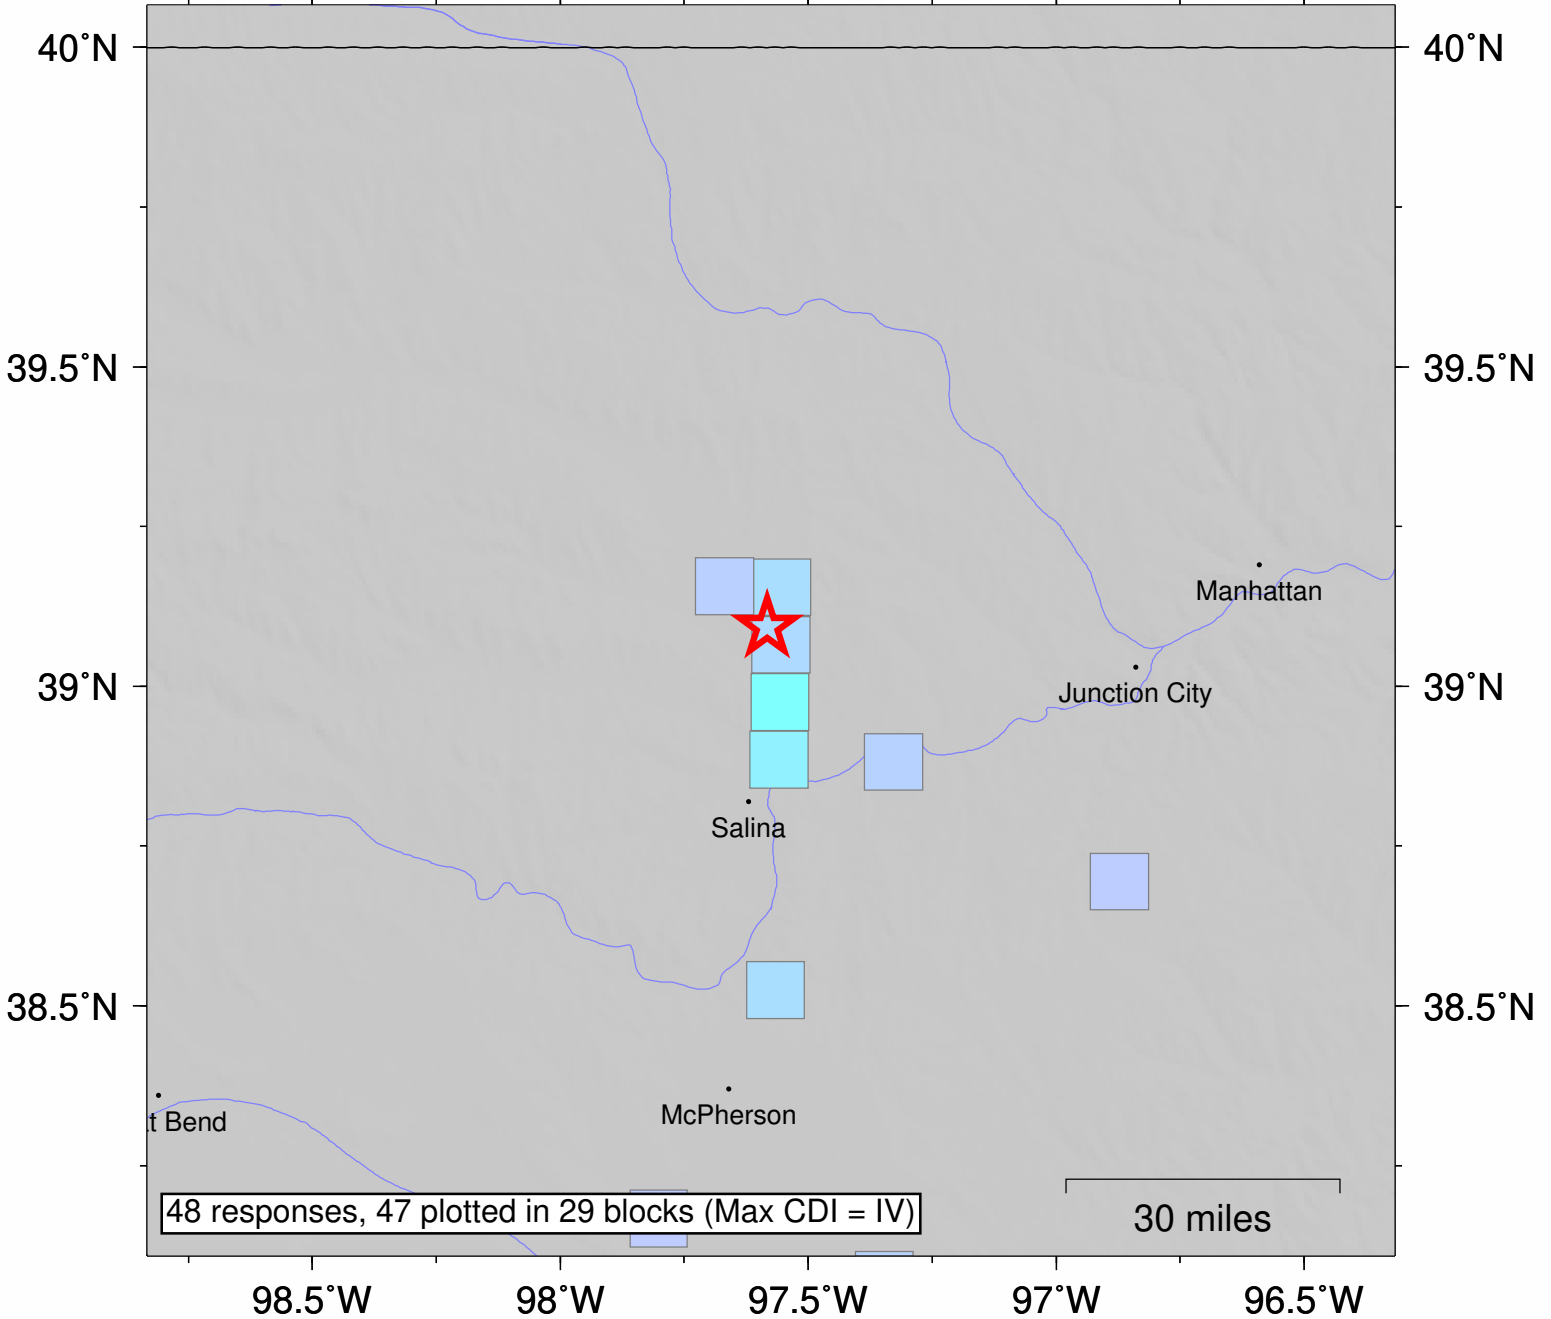 40°N 40°N
39.5°N 39.5°N
Manhattan
39°N Junction City 39°N
Salina
38.5°N 38.5°N
McPherson
t Bend
48 responses, 47 plotted in 29 blocks (Max CDI = IV)
30 miles
98.5°W 98°W 97.5°W 97°W 96.5°W